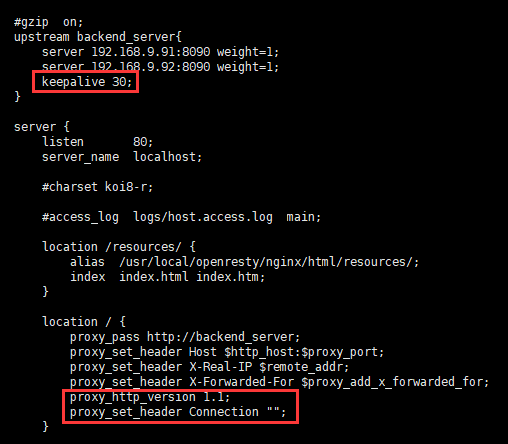 #gzip  on;
upstream backend_server{
    server 192.168.9.91:8090 weight=1;
    server 192.168.9.92:8090 weight=1;
    keepalive 30;
}
server {
    listen       80;
    server_name  localhost;
    #charset koi8-r;
    #access_log  logs/host.access.log  main;
    location /resources/ {
        alias  /usr/local/openresty/nginx/html/resources/;
        index  index.html index.htm;
    }
    location / {
        proxy_pass http://backend_server;
        proxy_set_header Host $http_host:$proxy_port;
        proxy_set_header X-Real-IP $remote_addr;
        proxy_set_header X-Forwarded-For $proxy_add_x_forwarded_for;
        proxy_http_version 1.1;
        proxy_set_header Connection "";
    }